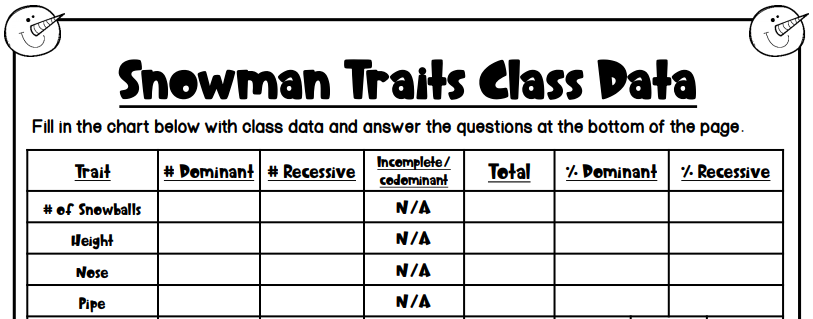 Snowman Traits Class Data
Fill in the chart below with class data and answer the questions at the bottom of the page.
Trait # Dominant # Recessive Incomplete/ codominant Total % Dominant % Recessive
# of Snowballs N/A
Height N/A
Nose N/A
Pipe N/A